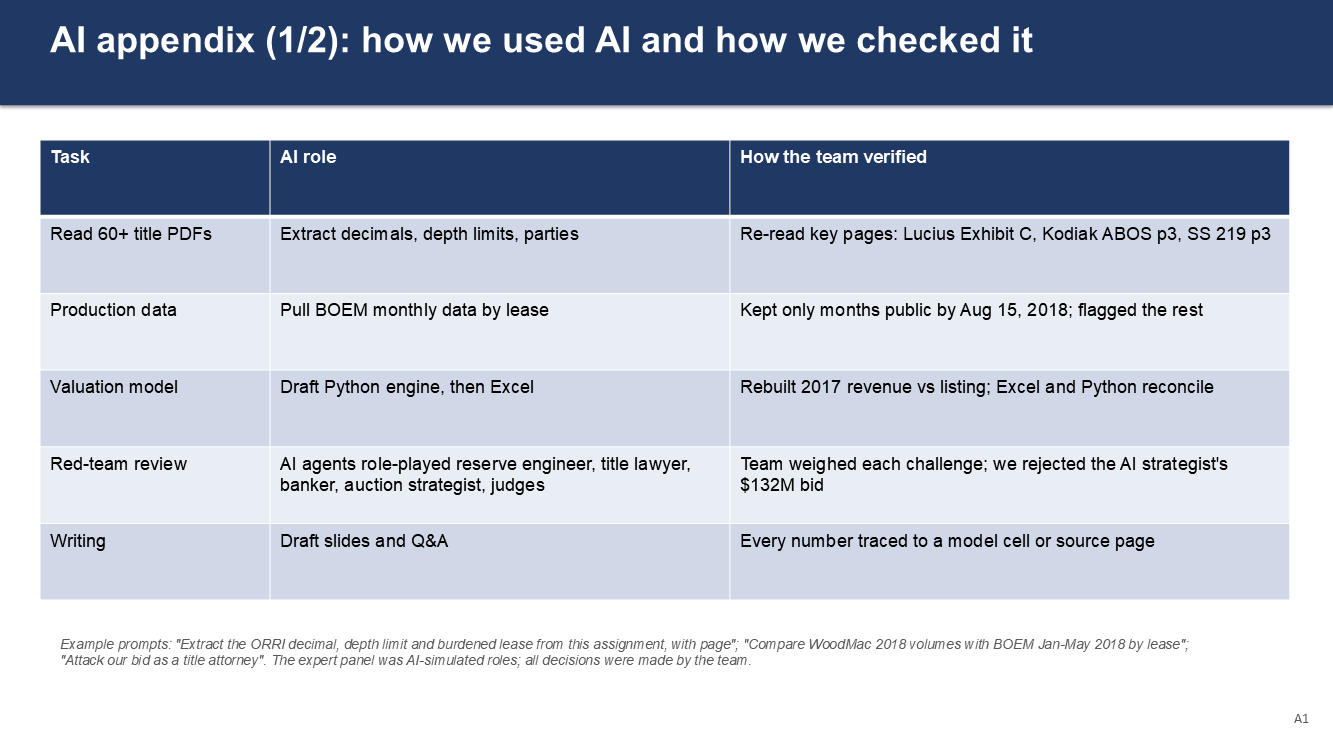 AI appendix (1/2): how we used AI and how we checked it
Task
AI role
How the team verified
Read 60+ title PDFs
Extract decimals, depth limits, parties
Re-read key pages: Lucius Exhibit C, Kodiak ABOS p3, SS 219 p3
Production data
Pull BOEM monthly data by lease
Kept only months public by Aug 15, 2018; flagged the rest
Valuation model
Draft Python engine, then Excel
Rebuilt 2017 revenue vs listing; Excel and Python reconcile
Red-team review
AI agents role-played reserve engineer, title lawyer,
banker, auction strategist, judges
Team weighed each challenge; we rejected the AI strategist's
$132M bid
Writing
Draft slides and Q&A
Every number traced to a model cell or source page
Example prompts: "Extract the ORRI decimal, depth limit and burdened lease from this assignment, with page"; "Compare WoodMac 2018 volumes with BOEM Jan-May 2018 by lease";
"Attack our bid as a title attorney". The expert panel was AI-simulated roles; all decisions were made by the team.
A1